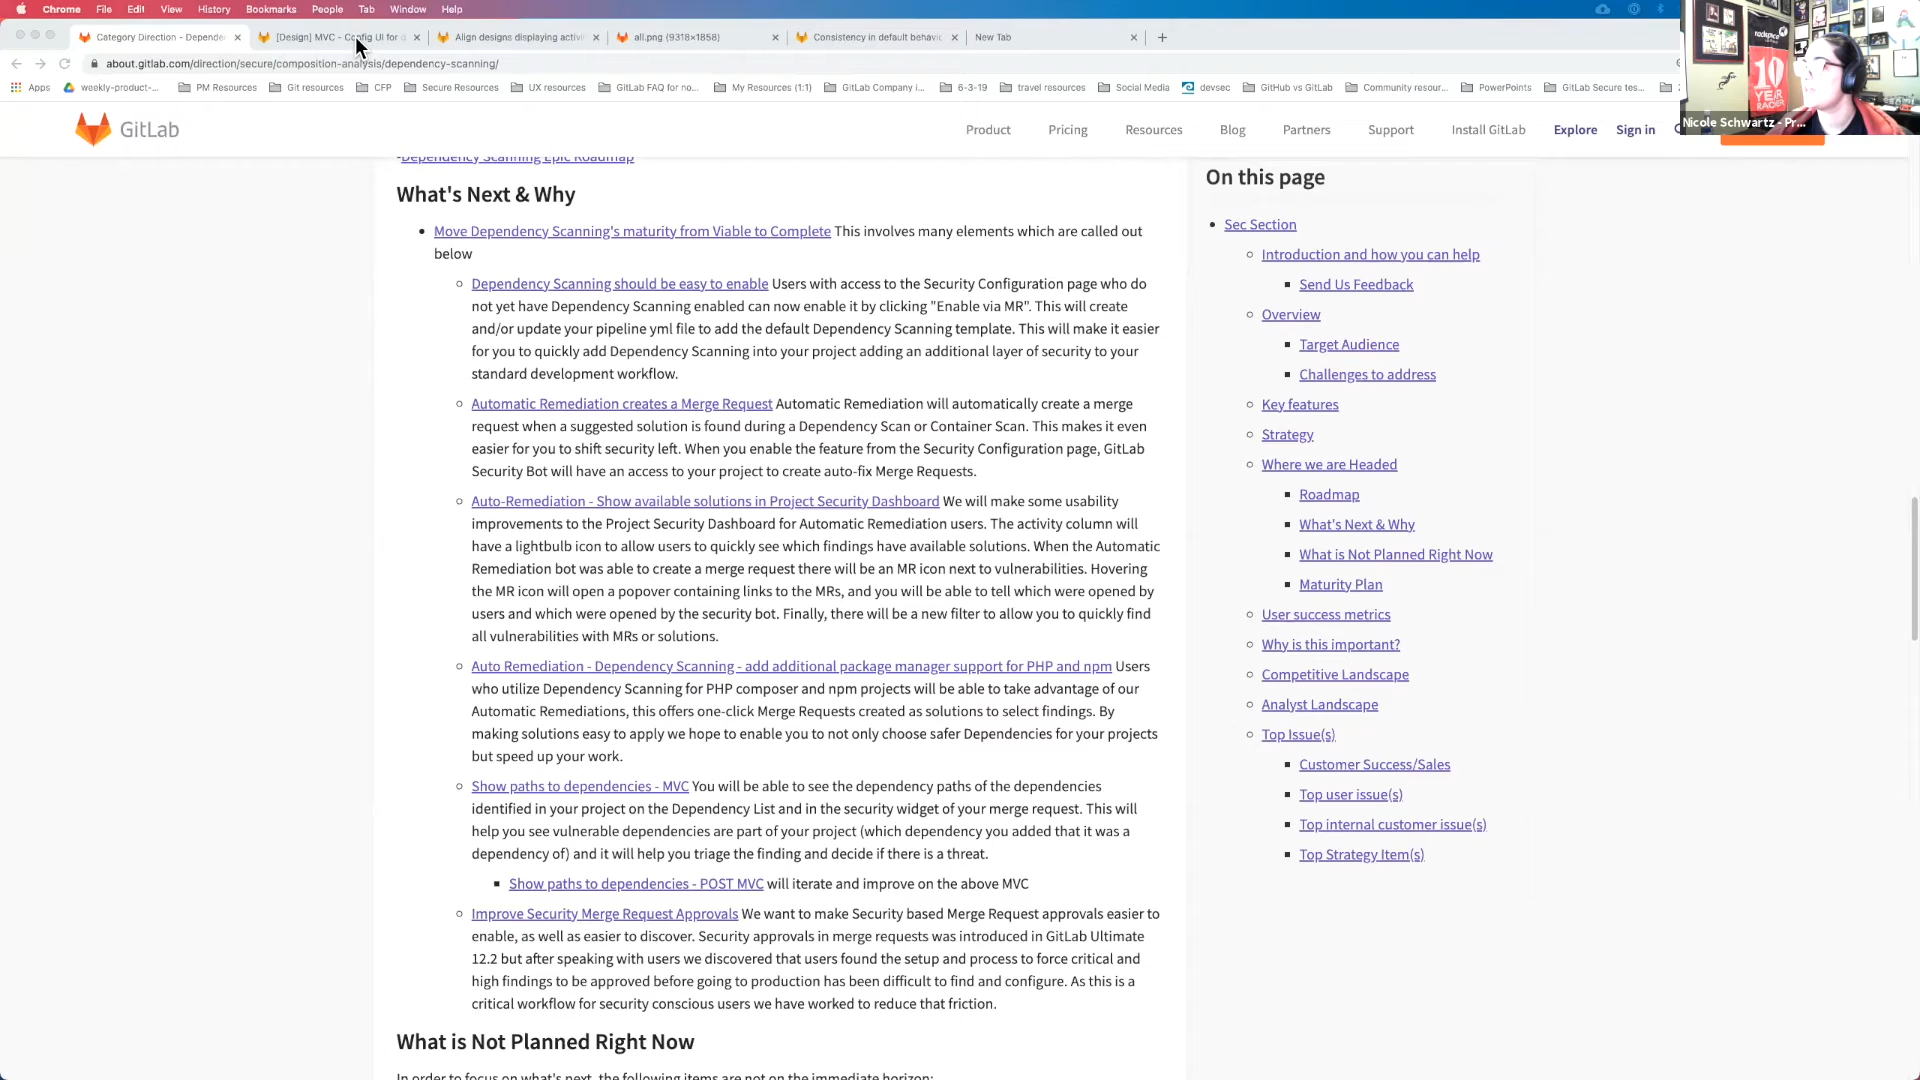 Chrome File Edit View History Bookmarks People Tab Window Help
Category Direction - Depende
[Design] MVC - Config UI for
Align designs displaying activi
all.png (9318×1858)
Consistency in default behavi
New Tab
about.gitlab.com/direction/secure/composition-analysis/dependency-scanning/
Apps weekly-product-... PM Resources Git resources CFP Secure Resources UX resources GitLab FAQ for no... My Resources (1:1) GitLab Company i... 6-3-19 travel resources Social Media devsec GitHub vs GitLab Community resour... PowerPoints GitLab Secure tes...
rackspace
10
YEAR
RACKER
Nicole Schwartz - Pr...
GitLab
Product Pricing Resources Blog Partners Support Install GitLab Explore Sign in
-Dependency Scanning Epic Roadmap
What's Next & Why
Move Dependency Scanning's maturity from Viable to Complete This involves many elements which are called out
below
Dependency Scanning should be easy to enable Users with access to the Security Configuration page who do
not yet have Dependency Scanning enabled can now enable it by clicking "Enable via MR". This will create
and/or update your pipeline yml file to add the default Dependency Scanning template. This will make it easier
for you to quickly add Dependency Scanning into your project adding an additional layer of security to your
standard development workflow.
Automatic Remediation creates a Merge Request Automatic Remediation will automatically create a merge
request when a suggested solution is found during a Dependency Scan or Container Scan. This makes it even
easier for you to shift security left. When you enable the feature from the Security Configuration page, GitLab
Security Bot will have an access to your project to create auto-fix Merge Requests.
Auto-Remediation - Show available solutions in Project Security Dashboard We will make some usability
improvements to the Project Security Dashboard for Automatic Remediation users. The activity column will
have a lightbulb icon to allow users to quickly see which findings have available solutions. When the Automatic
Remediation bot was able to create a merge request there will be an MR icon next to vulnerabilities. Hovering
the MR icon will open a popover containing links to the MRs, and you will be able to tell which were opened by
users and which were opened by the security bot. Finally, there will be a new filter to allow you to quickly find
all vulnerabilities with MRs or solutions.
Auto Remediation - Dependency Scanning - add additional package manager support for PHP and npm Users
who utilize Dependency Scanning for PHP composer and npm projects will be able to take advantage of our
Automatic Remediations, this offers one-click Merge Requests created as solutions to select findings. By
making solutions easy to apply we hope to enable you to not only choose safer Dependencies for your projects
but speed up your work.
Show paths to dependencies - MVC You will be able to see the dependency paths of the dependencies
identified in your project on the Dependency List and in the security widget of your merge request. This will
help you see vulnerable dependencies are part of your project (which dependency you added that it was a
dependency of) and it will help you triage the finding and decide if there is a threat.
Show paths to dependencies - POST MVC will iterate and improve on the above MVC
Improve Security Merge Request Approvals We want to make Security based Merge Request approvals easier to
enable, as well as easier to discover. Security approvals in merge requests was introduced in GitLab Ultimate
12.2 but after speaking with users we discovered that users found the setup and process to force critical and
high findings to be approved before going to production has been difficult to find and configure. As this is a
critical workflow for security conscious users we have worked to reduce that friction.
What is Not Planned Right Now
In order to focus on what's next, the following items are not on the immediate horizon:
On this page
Sec Section
Introduction and how you can help
Send Us Feedback
Overview
Target Audience
Challenges to address
Key features
Strategy
Where we are Headed
Roadmap
What's Next & Why
What is Not Planned Right Now
Maturity Plan
User success metrics
Why is this important?
Competitive Landscape
Analyst Landscape
Top Issue(s)
Customer Success/Sales
Top user issue(s)
Top internal customer issue(s)
Top Strategy Item(s)